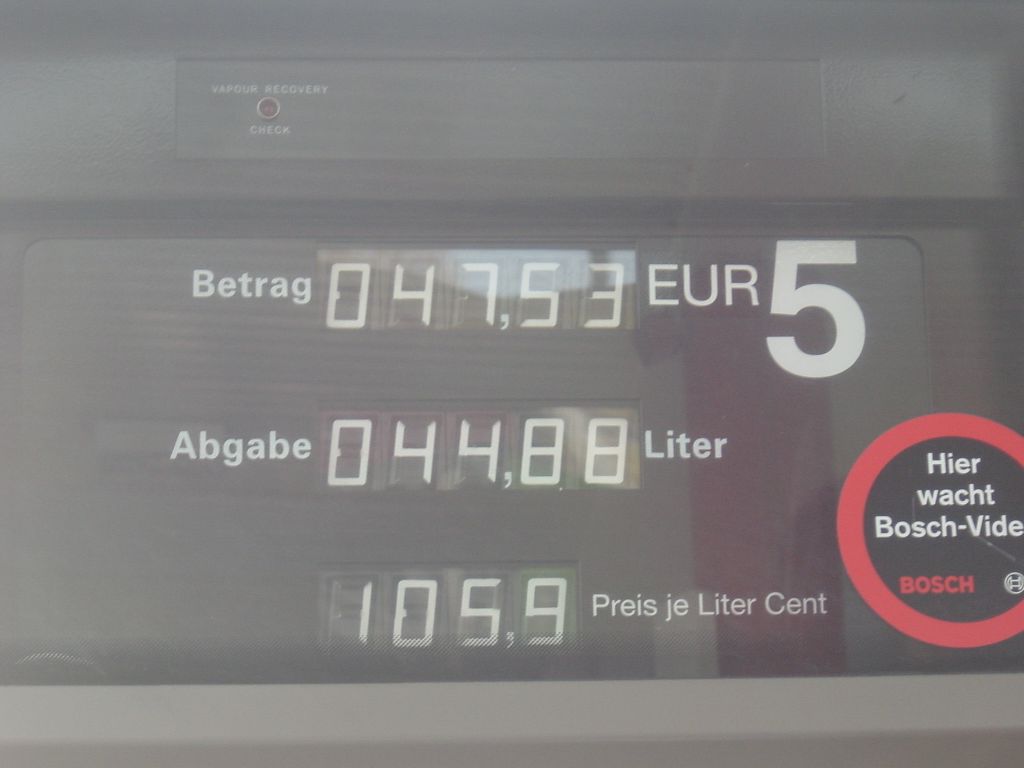 VAPOUR RECOVERY
CHECK
Betrag 047,53 EUR 5
Abgabe 044,88 Liter
105,9 Preis je Liter Cent
Hier
wacht
Bosch-Vide
BOSCH